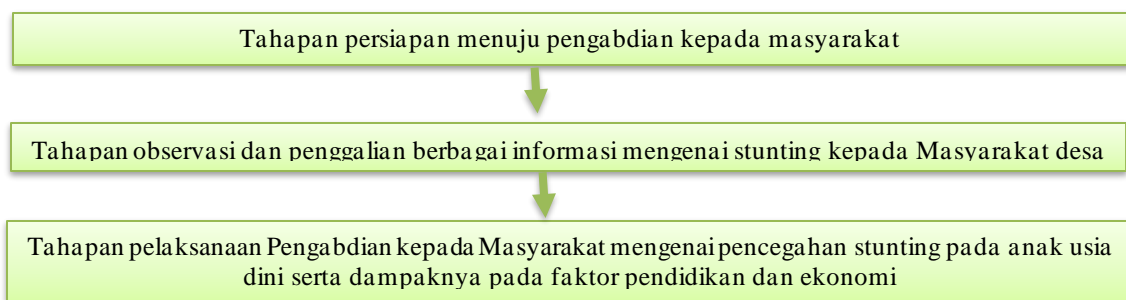 Tahapan persiapan menuju pengabdian kepada masyarakat
Tahapan observasi dan penggalian berbagai informasi mengenai stunting kepada Masyarakat desa
Tahapan pelaksanaan Pengabdian kepada Masyarakat mengenai pencegahan stunting pada anak usia
dini serta dampaknya pada faktor pendidikan dan ekonomi